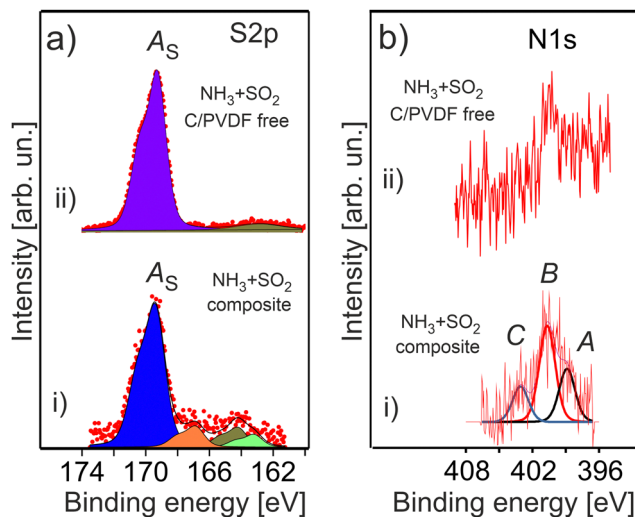 a)
S2p
A_S
NH₃+SO₂
C/PVDF free
ii)
A_S
NH₃+SO₂
composite
i)
Intensity [arb. un.]
174 170 166 162
Binding energy [eV]
b)
N1s
NH₃+SO₂
C/PVDF free
ii)
B
NH₃+SO₂
composite
C
A
i)
Intensity [arb. un.]
408 402 396
Binding energy [eV]